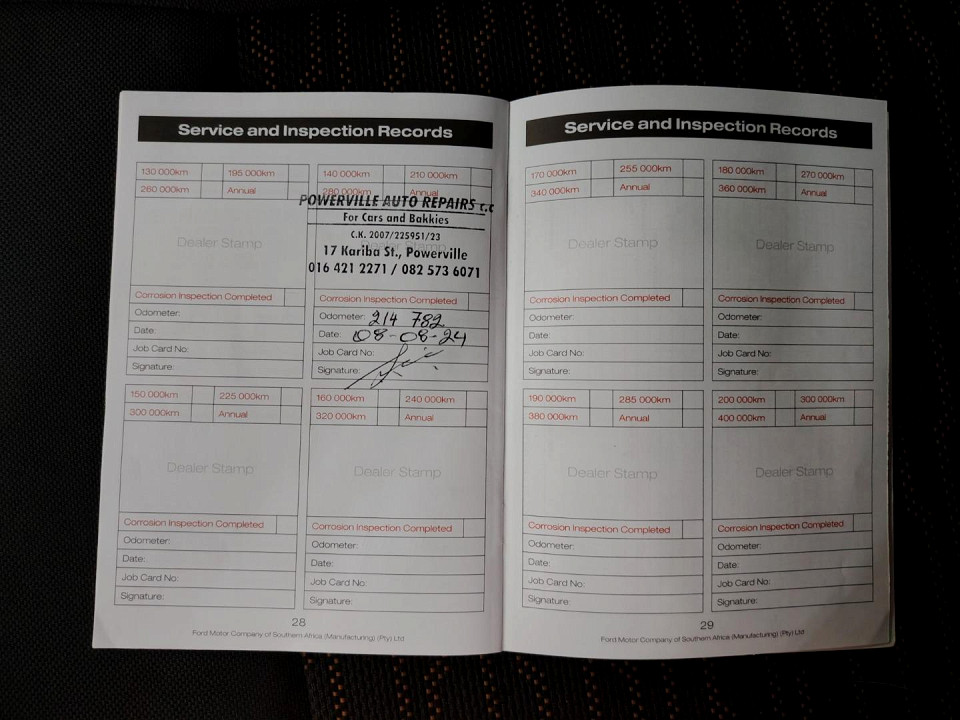 Service and Inspection Records
130 000km 195 000km
260 000km Annual
Dealer Stamp
Corrosion Inspection Completed
Odometer:
Date:
Job Card No:
Signature:
140 000km 210 000km
280 000km Annual
POWERVILLE AUTO REPAIRS c.c
For Cars and Bakkies
C.K. 2007/225951/23
Dealer Stamp
17 Kariba St., Powerville
016 421 2271 / 082 573 6071
Corrosion Inspection Completed
Odometer: 214 782
Date: 08-08-24
Job Card No:
Signature:
150 000km 225 000km
300 000km Annual
Dealer Stamp
Corrosion Inspection Completed
Odometer:
Date:
Job Card No:
Signature:
160 000km 240 000km
320 000km Annual
Dealer Stamp
Corrosion Inspection Completed
Odometer:
Date:
Job Card No:
Signature:
28
Ford Motor Company of Southern Africa (Manufacturing) (Pty) Ltd
Service and Inspection Records
170 000km 255 000km
340 000km Annual
Dealer Stamp
Corrosion Inspection Completed
Odometer:
Date:
Job Card No:
Signature:
180 000km 270 000km
360 000km Annual
Dealer Stamp
Corrosion Inspection Completed
Odometer:
Date:
Job Card No:
Signature:
190 000km 285 000km
380 000km Annual
Dealer Stamp
Corrosion Inspection Completed
Odometer:
Date:
Job Card No:
Signature:
200 000km 300 000km
400 000km Annual
Dealer Stamp
Corrosion Inspection Completed
Odometer:
Date:
Job Card No:
Signature:
29
Ford Motor Company of Southern Africa (Manufacturing) (Pty) Ltd